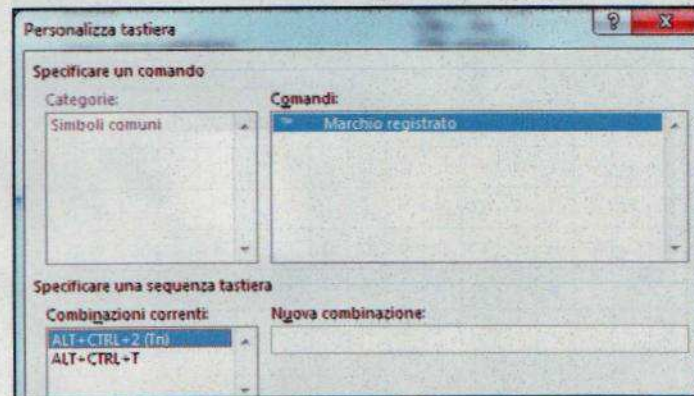 Personalizza tastiera
Specificare un comando
Categorie:
Comandi:
Simboli comuni
™ Marchio registrato
Specificare una sequenza tastiera
Combinazioni correnti:
Nuova combinazione:
ALT+CTRL+2 (Tn)
ALT+CTRL+T